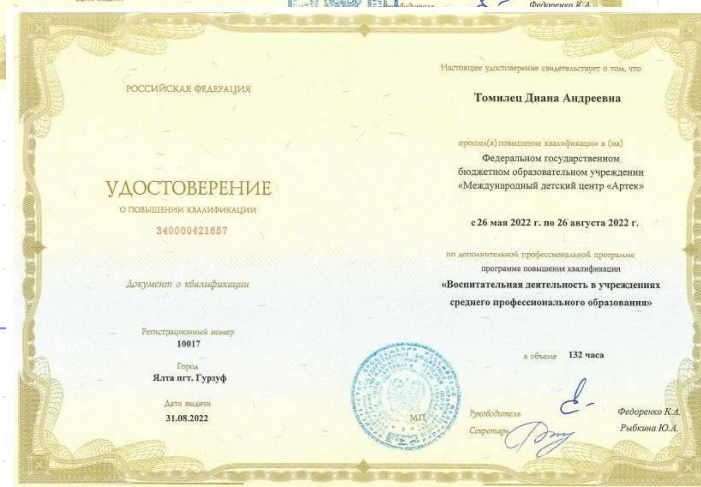 Федоренко К.А.
РОССИЙСКАЯ ФЕДЕРАЦИЯ
УДОСТОВЕРЕНИЕ
О ПОВЫШЕНИИ КВАЛИФИКАЦИИ
340000421857
Документ о квалификации
Регистрационный номер
10017
Город
Ялта пгт. Гурзуф
Дата выдачи
31.08.2022
Настоящее удостоверение свидетельствует о том, что
Томилец Диана Андреевна
прошел(а) повышение квалификации в (на)
Федеральном государственном
бюджетном образовательном учреждении
«Международный детский центр «Артек»
с 26 мая 2022 г. по 26 августа 2022 г.
по дополнительной профессиональной программе
программе повышения квалификации
«Воспитательная деятельность в учреждениях
среднего профессионального образования»
в объеме 132 часа
М.П.
Руководитель Федоренко К.А.
Секретарь Рыбкина Ю.А.